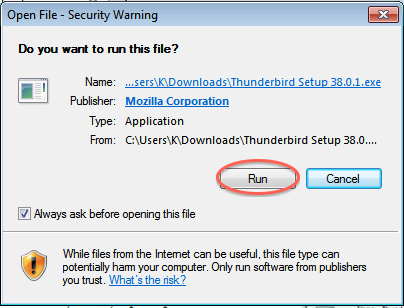 Open File - Security Warning
Do you want to run this file?
Name: ...sers\K\Downloads\Thunderbird Setup 38.0.1.exe
Publisher: Mozilla Corporation
Type: Application
From: C:\Users\K\Downloads\Thunderbird Setup 38.0....
Run Cancel
Always ask before opening this file
While files from the Internet can be useful, this file type can
potentially harm your computer. Only run software from publishers
you trust. What's the risk?